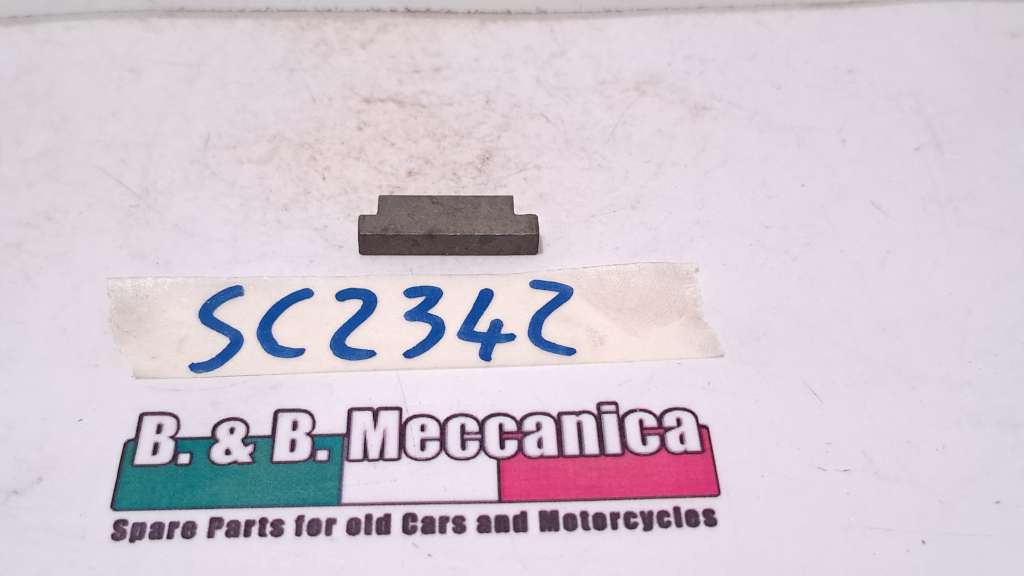 SC2342
B. & B. Meccanica
Spare Parts for old Cars and Motorcycles